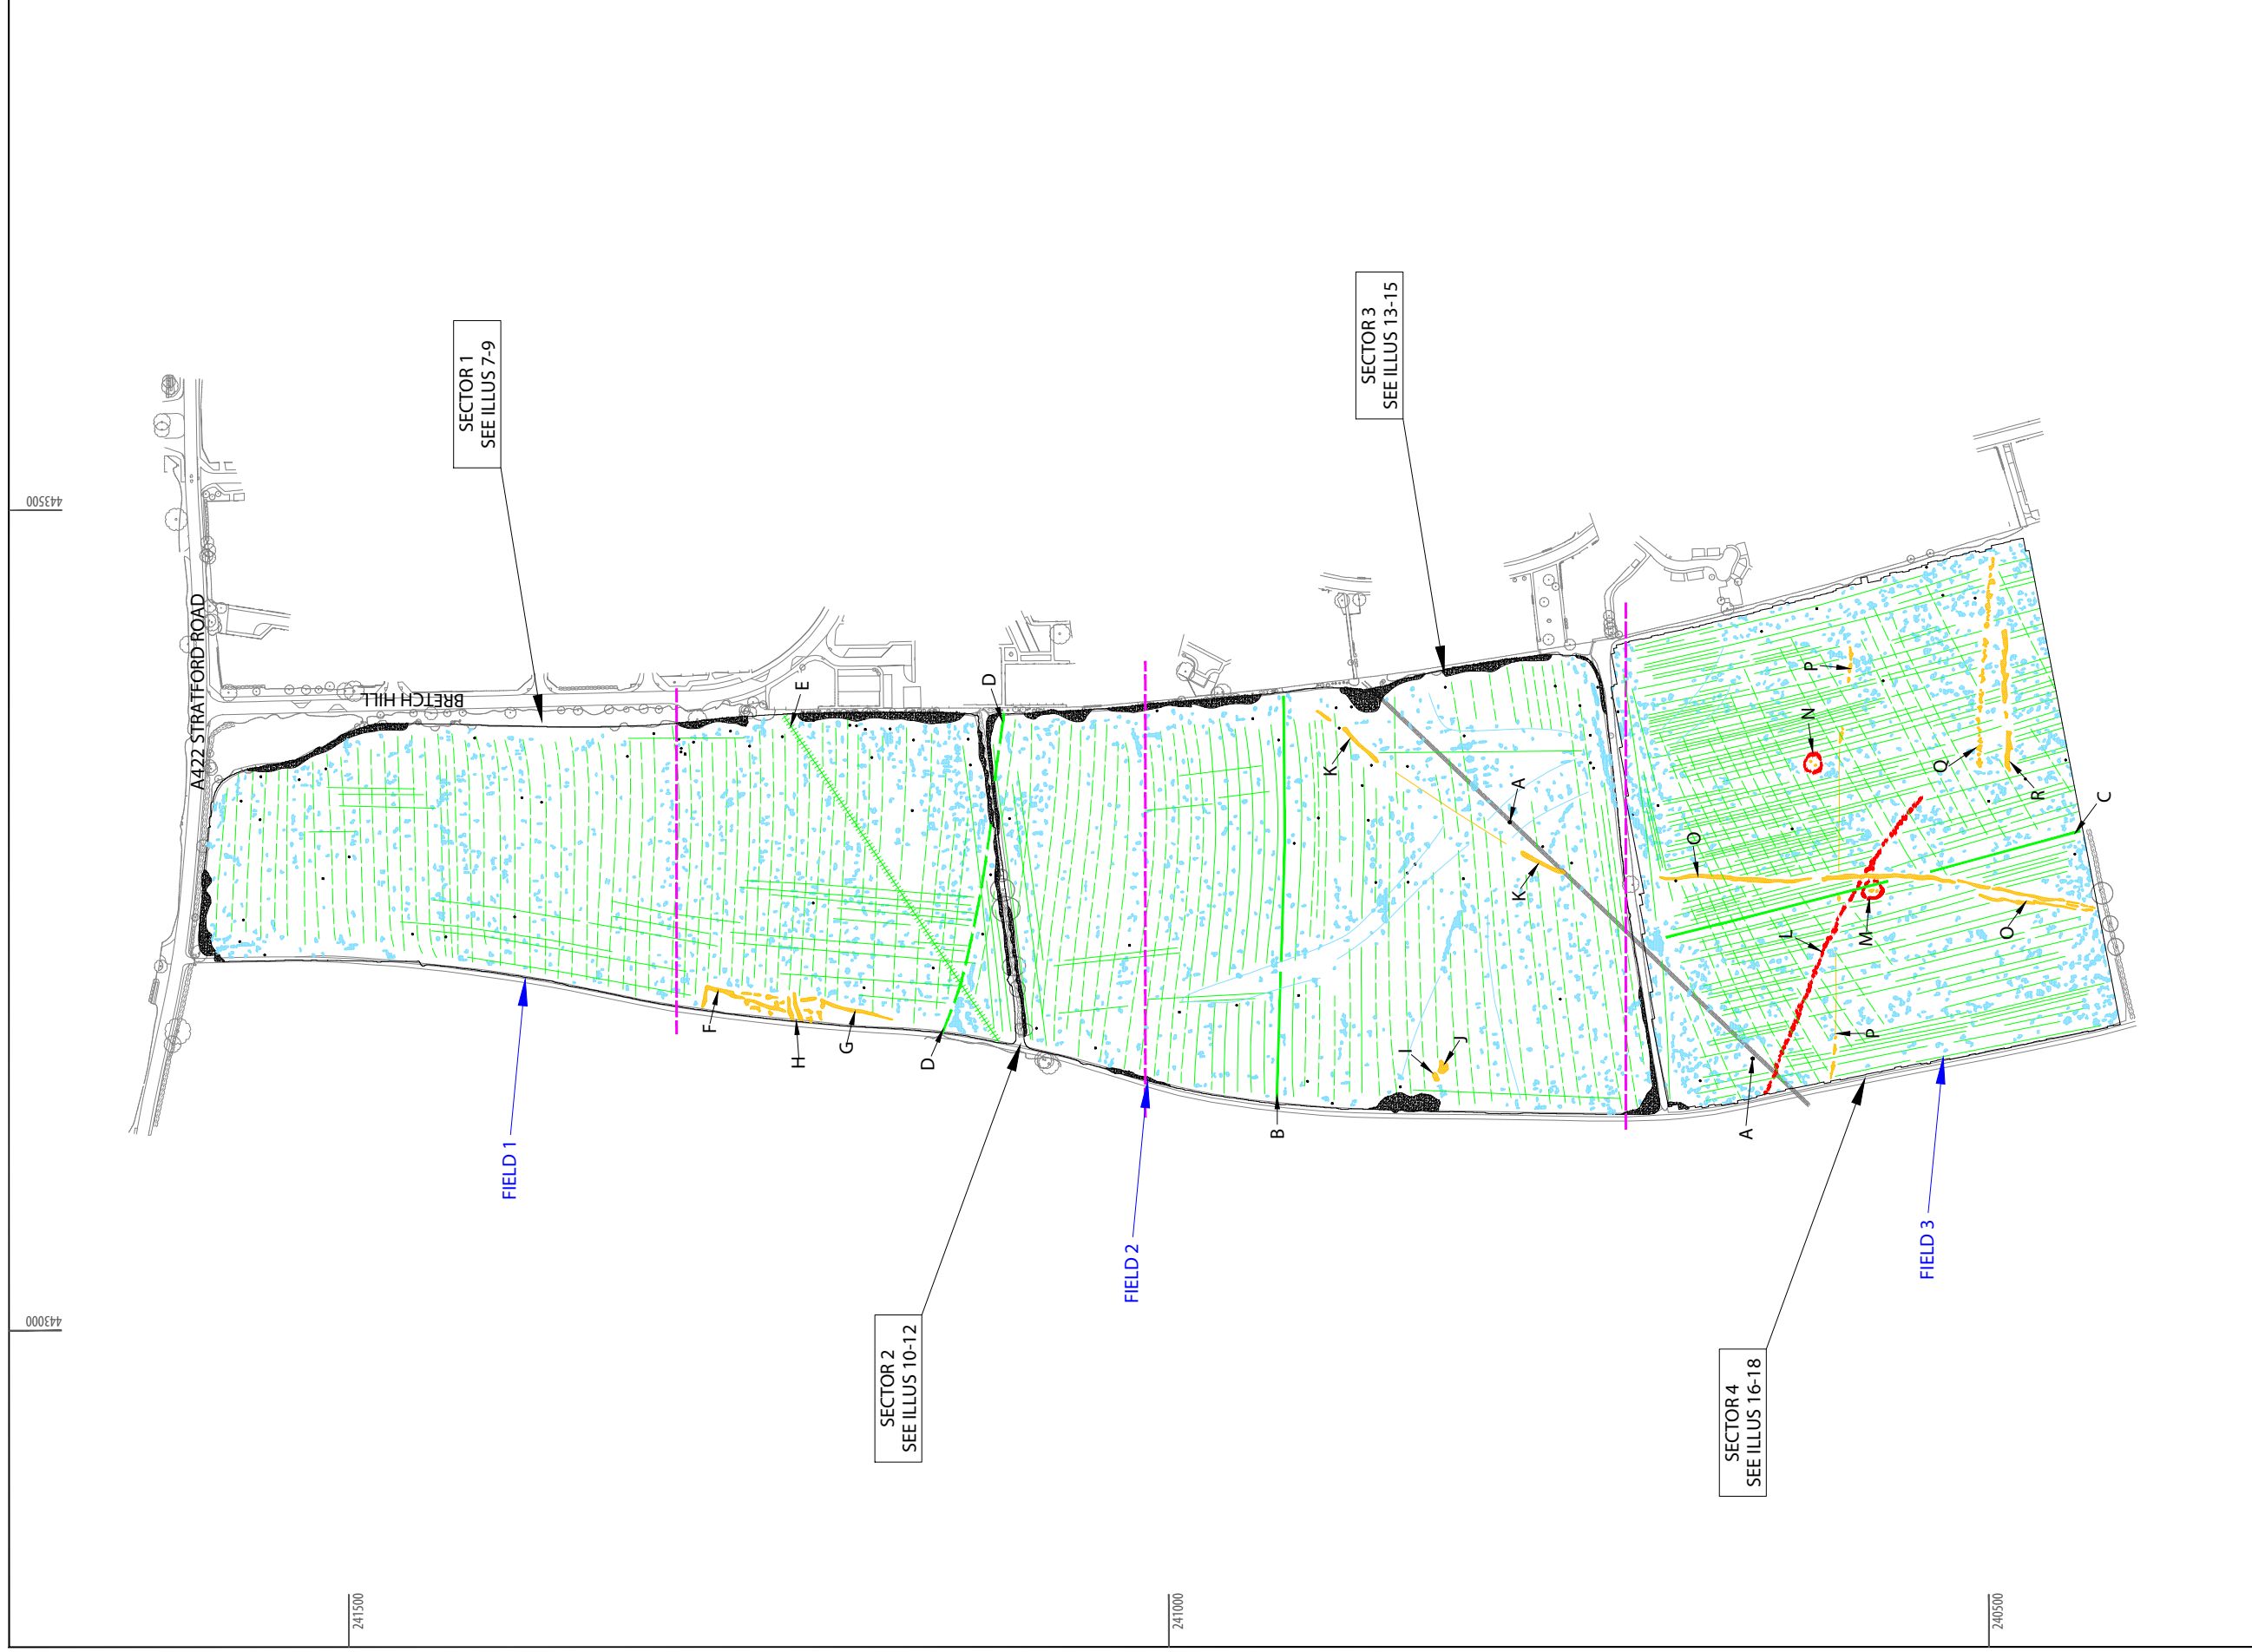 443500
443000
241500
241000
240500
A422 STRATFORD ROAD
BRETCH HILL
SECTOR 1
SEE ILLUS 7-9
SECTOR 2
SEE ILLUS 10-12
SECTOR 3
SEE ILLUS 13-15
SECTOR 4
SEE ILLUS 16-18
FIELD 1
FIELD 2
FIELD 3
E
D
F
H
G
D
K
A
K
B
I
J
A
P
N
O
Q
R
C
L
M
O
P